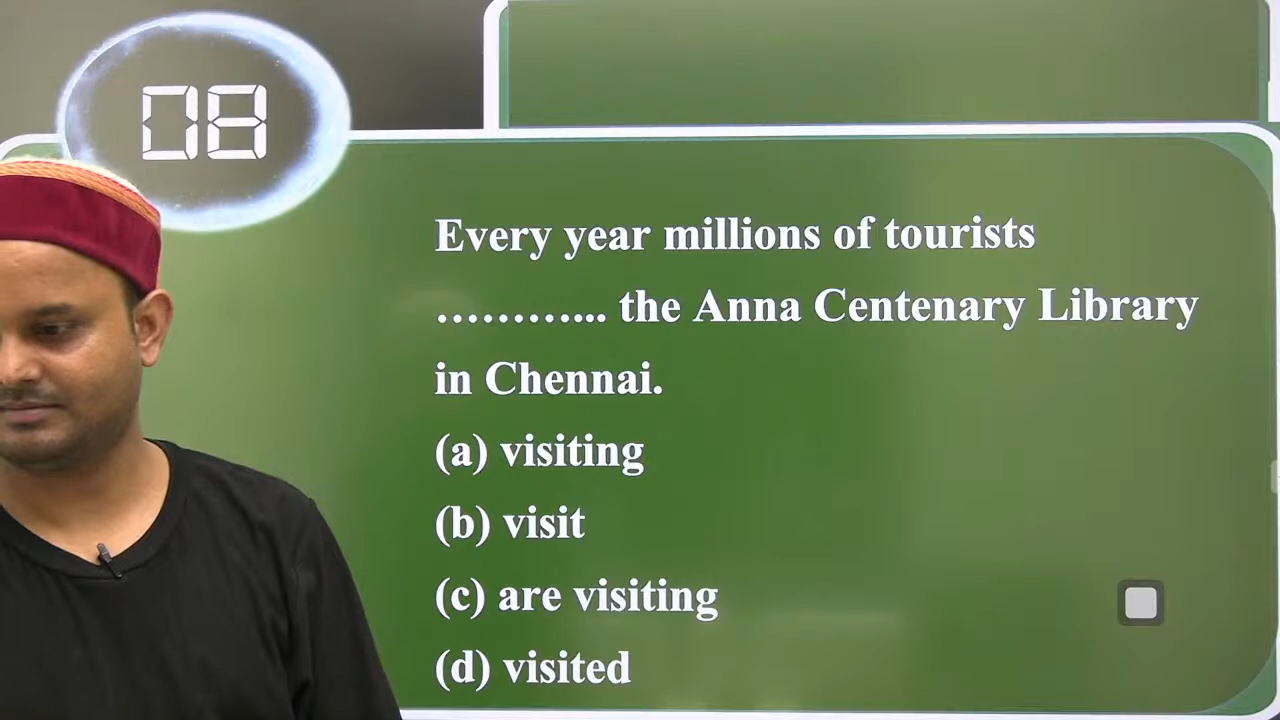 08
Every year millions of tourists
………... the Anna Centenary Library
in Chennai.
(a) visiting
(b) visit
(c) are visiting
(d) visited